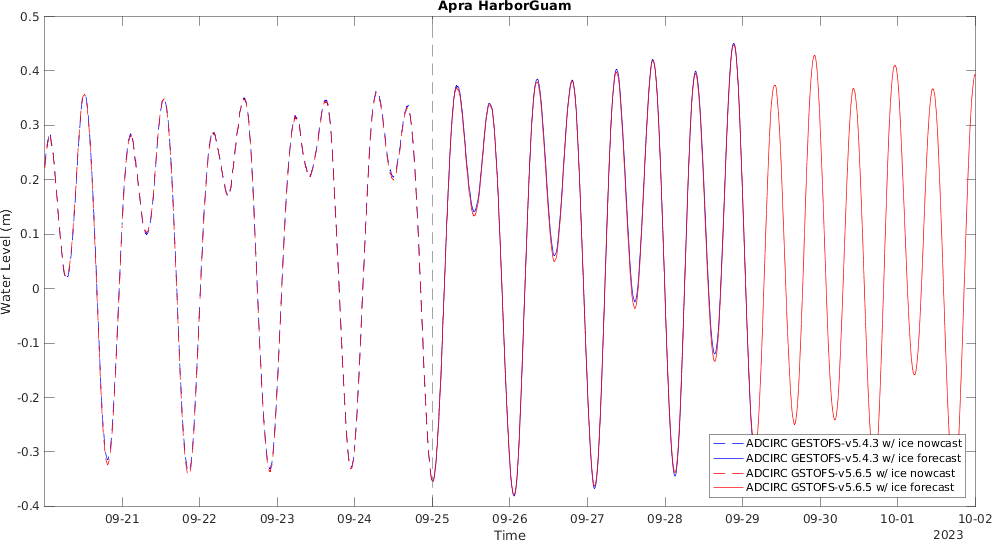 Apra HarborGuam
0.5
0.4
0.3
0.2
0.1
0
-0.1
-0.2
-0.3
-0.4
Water Level (m)
ADCIRC GESTOFS-v5.4.3 w/ ice nowcast
ADCIRC GESTOFS-v5.4.3 w/ ice forecast
ADCIRC GSTOFS-v5.6.5 w/ ice nowcast
ADCIRC GSTOFS-v5.6.5 w/ ice forecast
09-21 09-22 09-23 09-24 09-25 09-26 09-27 09-28 09-29 09-30 10-01 10-02
Time
2023